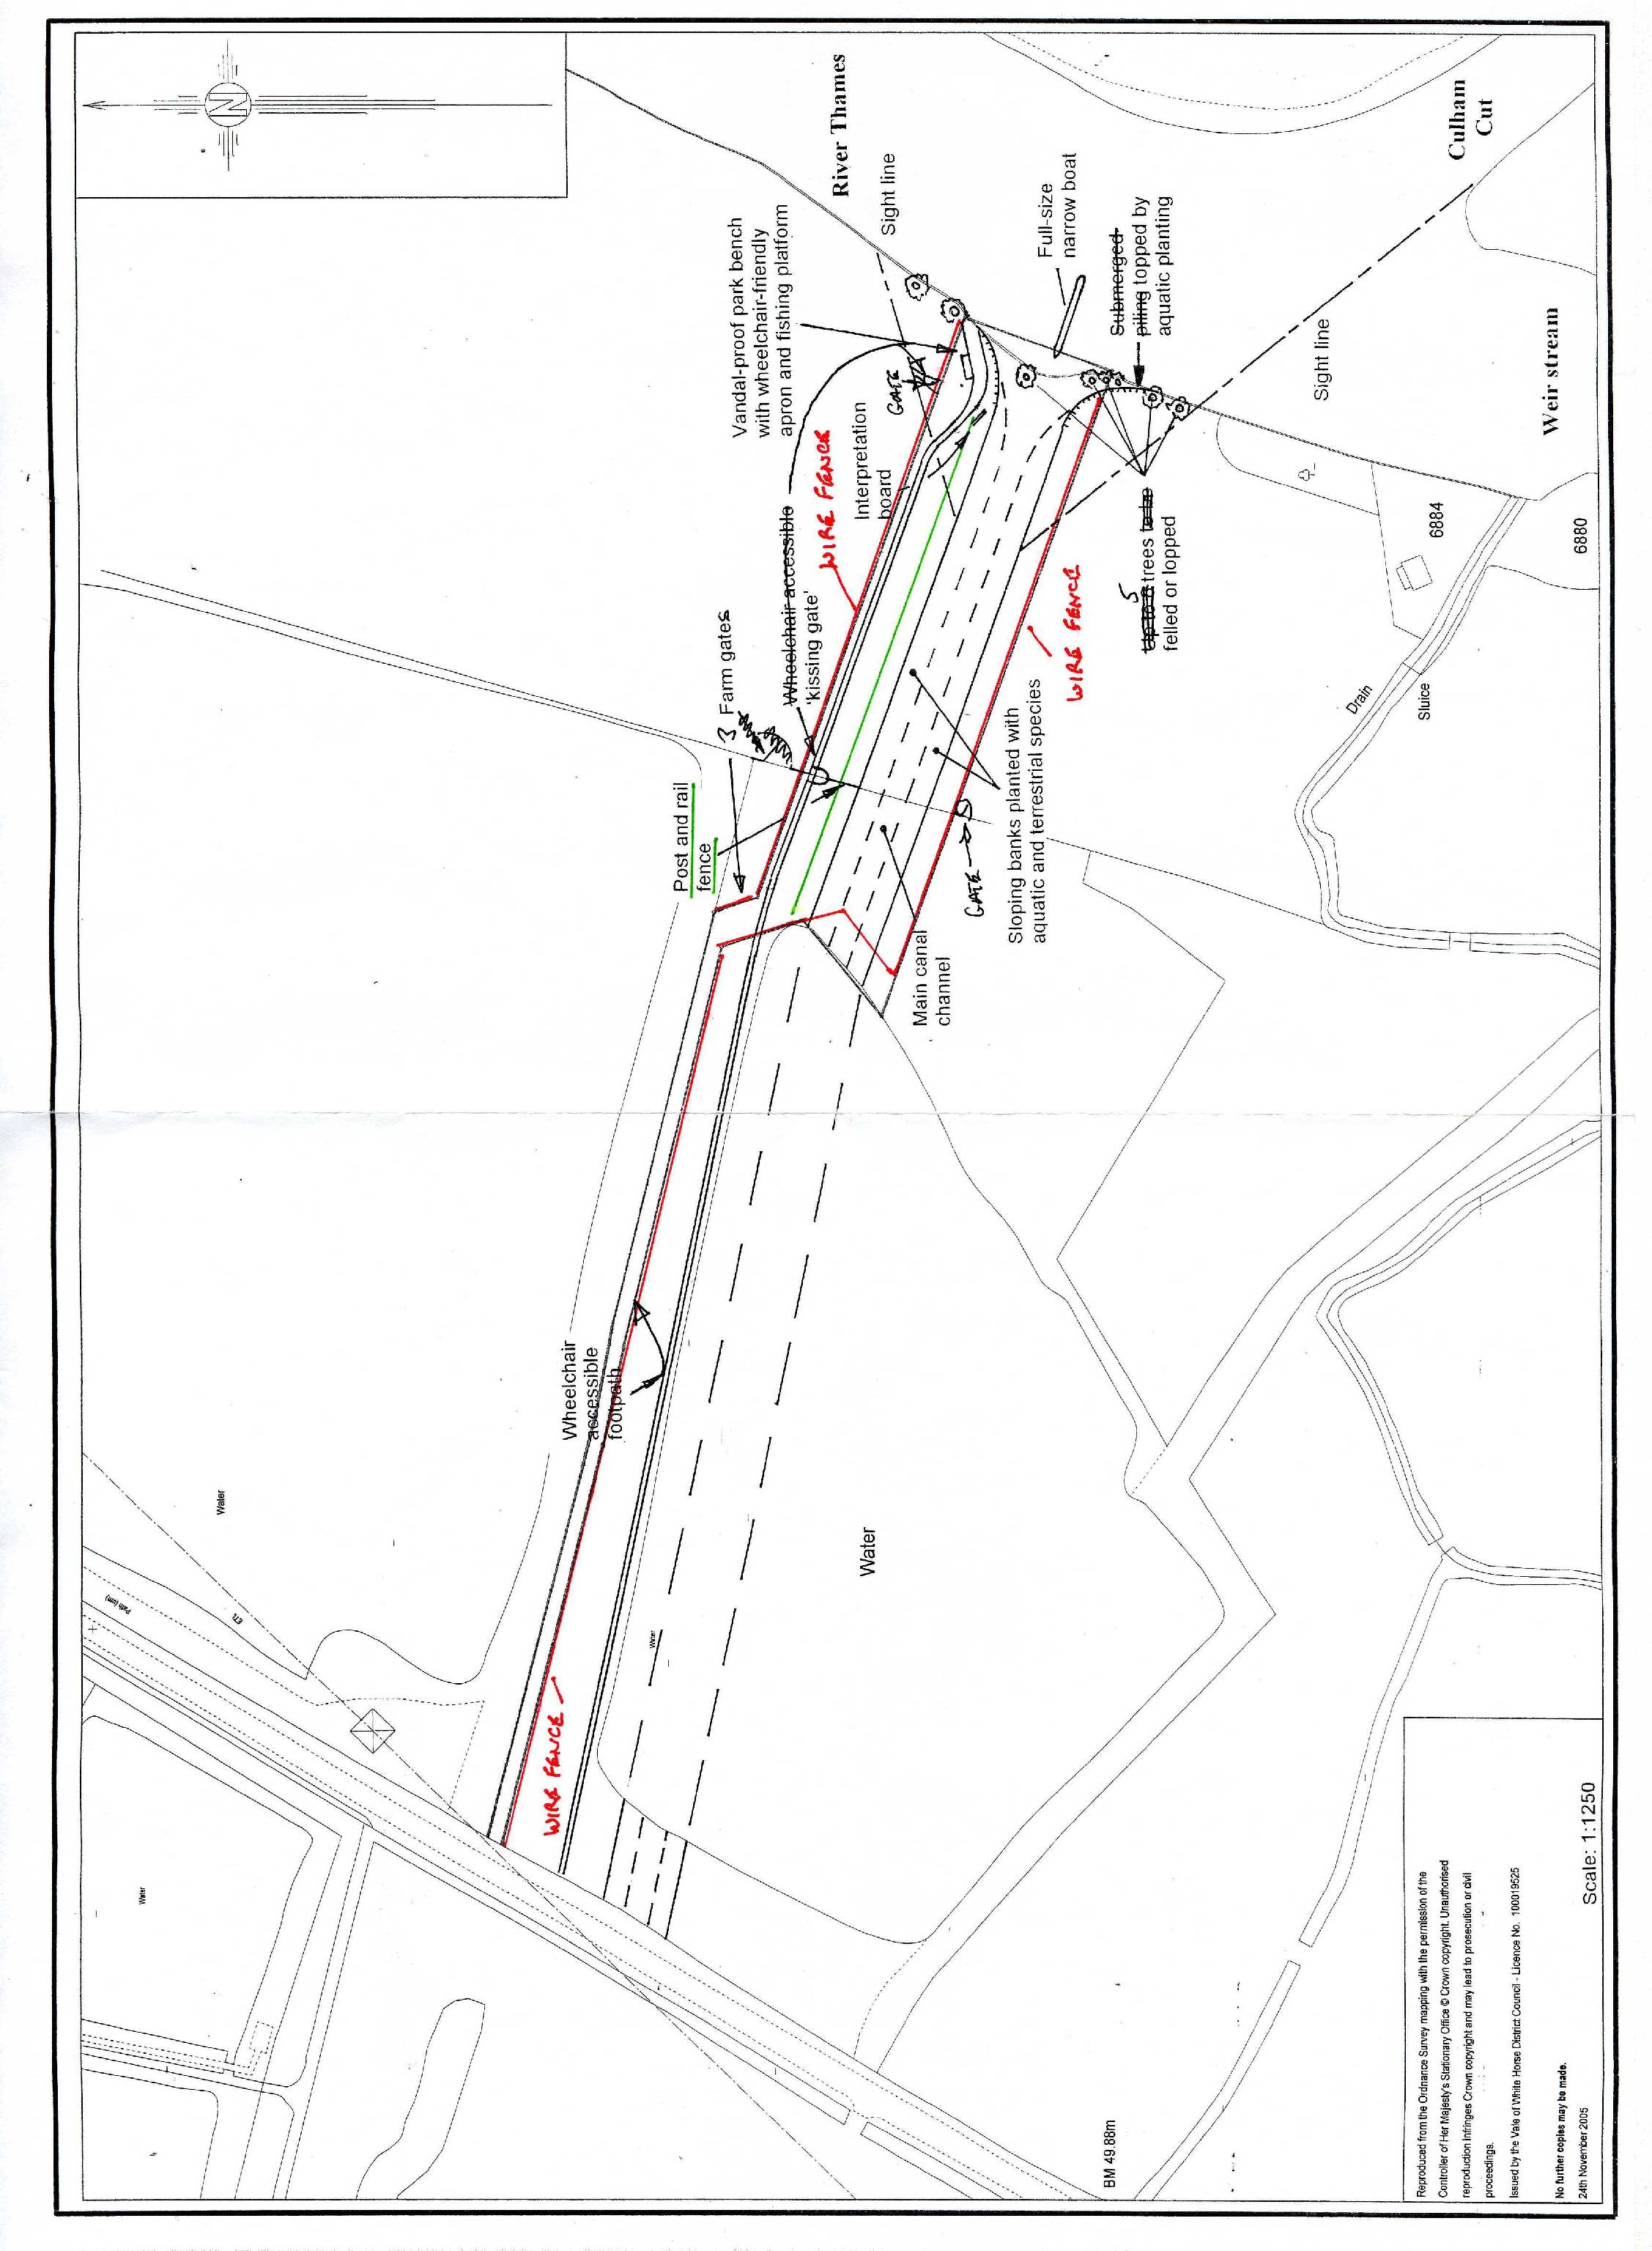 N
River Thames
Sight line
Vandal-proof park bench
with wheelchair-friendly
apron and fishing platform
Full-size
narrow boat
Submerged
piling topped by
aquatic planting
Culham
Cut
Sight line
Weir stream
GATE
Interpretation
board
WIRE FENCE
Wheelchair accessible
'kissing gate'
3 Farm gates
Post and rail
fence
WIRE FENCE
5
trees to be
felled or lopped
6884
6880
Drain
Sluice
GATE
Sloping banks planted with
aquatic and terrestrial species
Main canal
channel
Wheelchair
accessible
footpath
Water
Water
Water
WIRE FENCE
Path (um)
ETL
Water
BM 49.88m
Reproduced from the Ordnance Survey mapping with the permission of the
Controller of Her Majesty's Stationary Office © Crown copyright. Unauthorised
reproduction infringes Crown copyright and may lead to prosecution or civil
proceedings.
Issued by the Vale of White Horse District Council - Licence No. 100019525
No further copies may be made.
24th November 2005
Scale: 1:1250